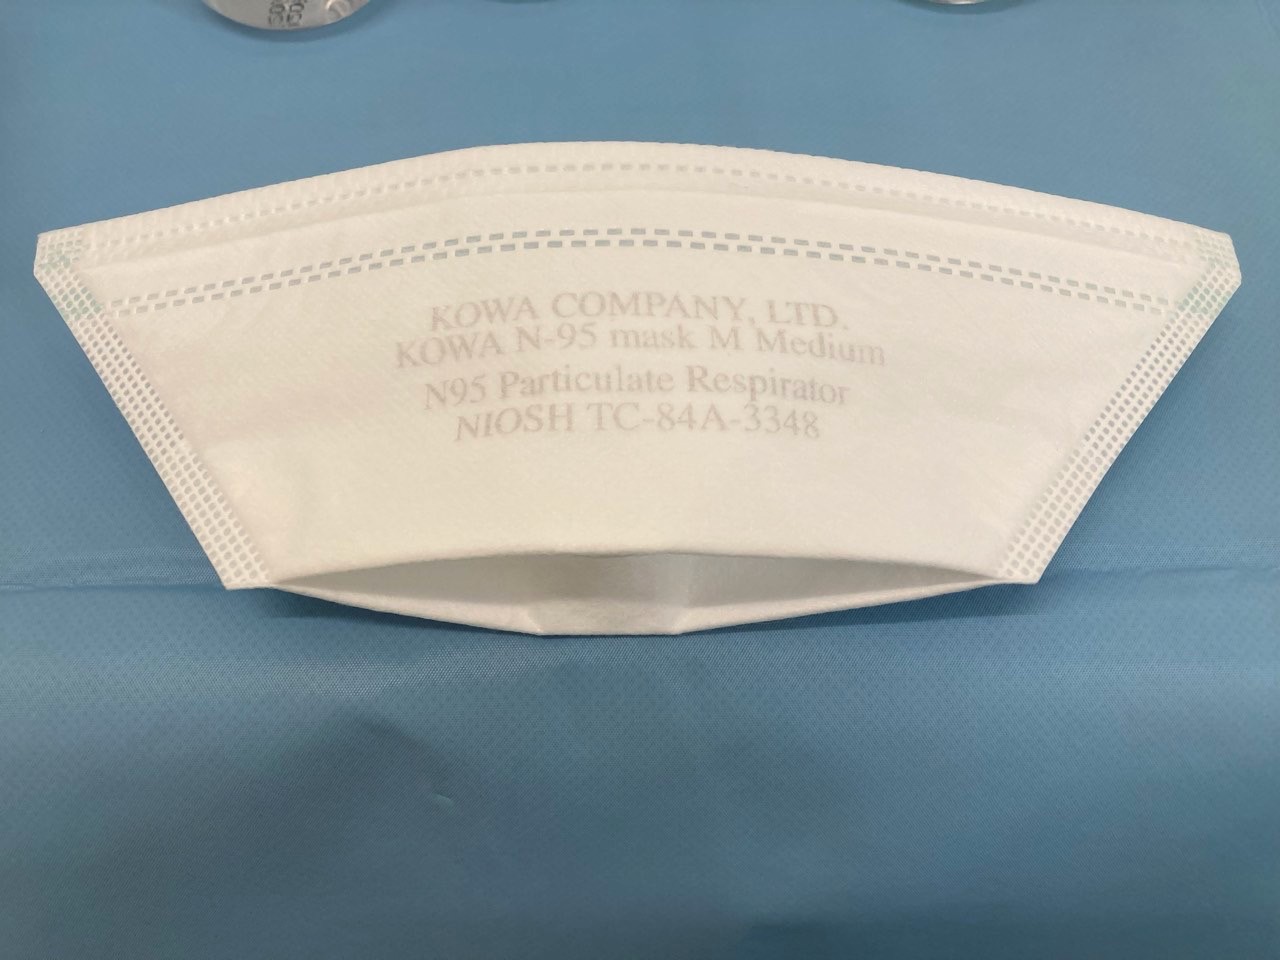 KOWA COMPANY, LTD.
KOWA N-95 mask M Medium
N95 Particulate Respirator
NIOSH TC-84A-3348